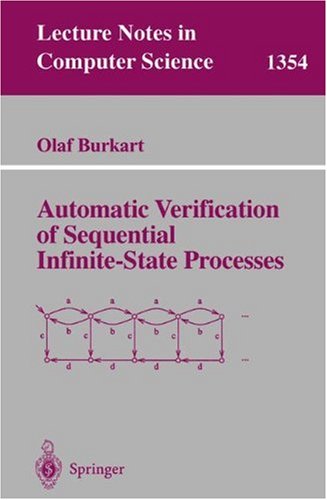 Lecture Notes in
Computer Science 1354
Olaf Burkart
Automatic Verification
of Sequential
Infinite-State Processes
a a a a ...
b b b b
c c c c c
d d d d ...
Springer